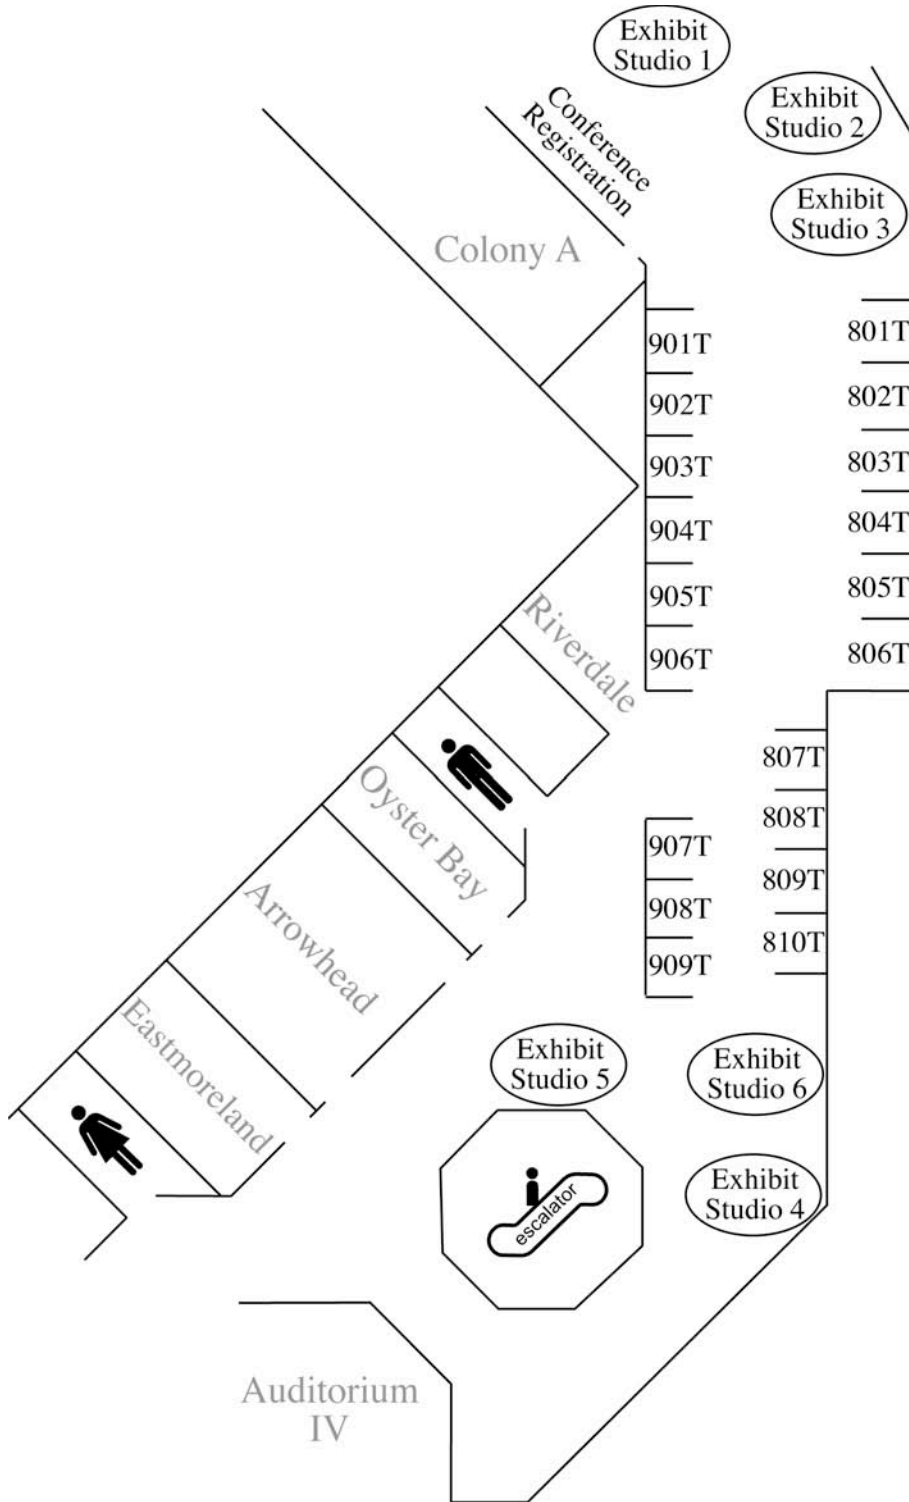 Exhibit
Studio 1
Exhibit
Studio 2
Conference
Registration
Exhibit
Studio 3
Colony A
901T
801T
902T
802T
903T
803T
904T
804T
905T
805T
Riverdale
906T
806T
807T
Oyster Bay
808T
907T
809T
Arrowhead
908T
810T
909T
Eastmoreland
Exhibit
Studio 5
Exhibit
Studio 6
Exhibit
Studio 4
escalator
Auditorium
IV